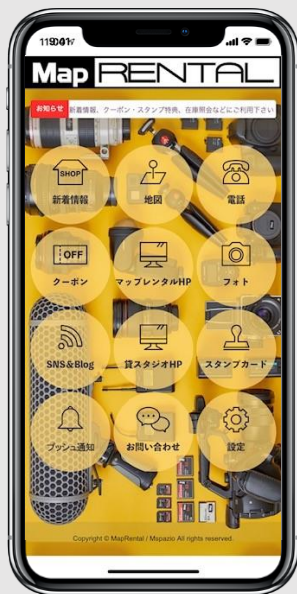 Map RENTAL
お知らせ 新着情報、クーポン・スタンプ特典、在庫照会などにご利用下さい
SHOP
新着情報 地図 電話
OFF
クーポン マップレンタルHP フォト
SNS&Blog 貸スタジオHP スタンプカード
プッシュ通知 お問い合わせ 設定
Copyright © MapRental / Mspazio All rights reserved.